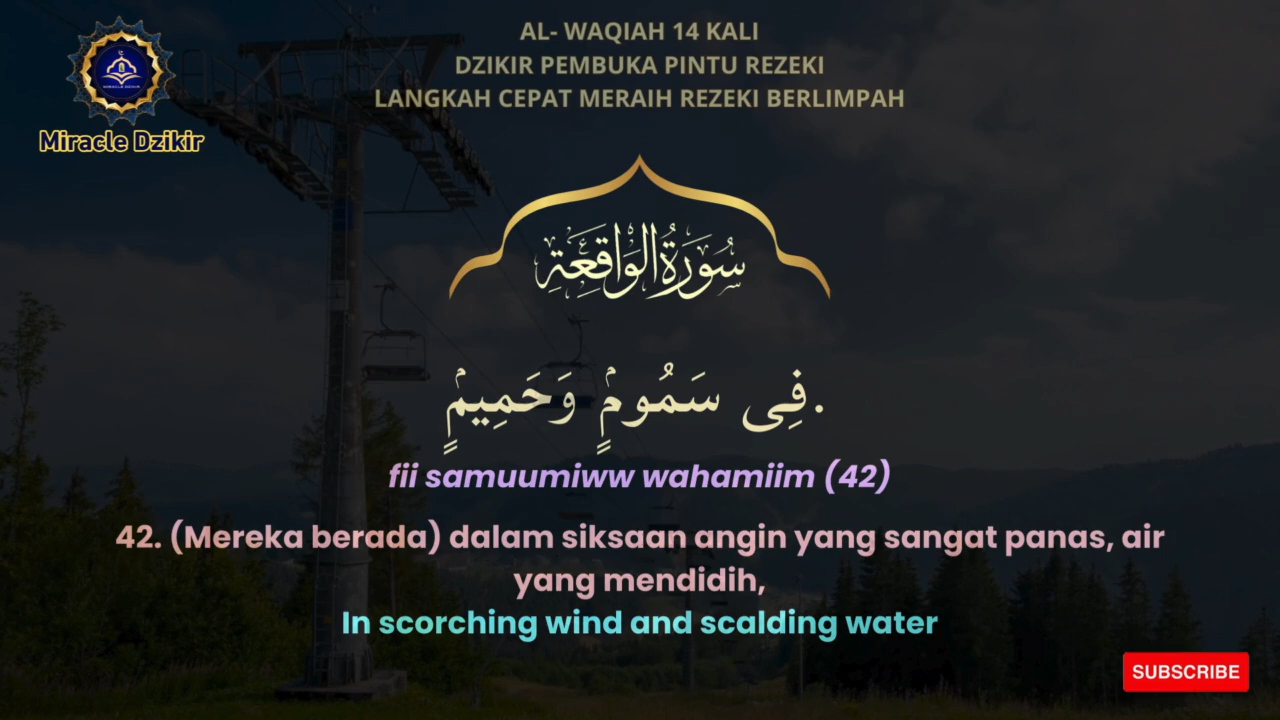 AL- WAQIAH 14 KALI
DZIKIR PEMBUKA PINTU REZEKI
LANGKAH CEPAT MERAIH REZEKI BERLIMPAH
MIRACLE DZIKIR
Miracle Dzikir
سُورَةُ الوَاقِعَةِ
فِى سَمُومٍۢ وَحَمِيمٍۢ.
fii samuumiww wahamiim (42)
42. (Mereka berada) dalam siksaan angin yang sangat panas, air
yang mendidih,
In scorching wind and scalding water
SUBSCRIBE